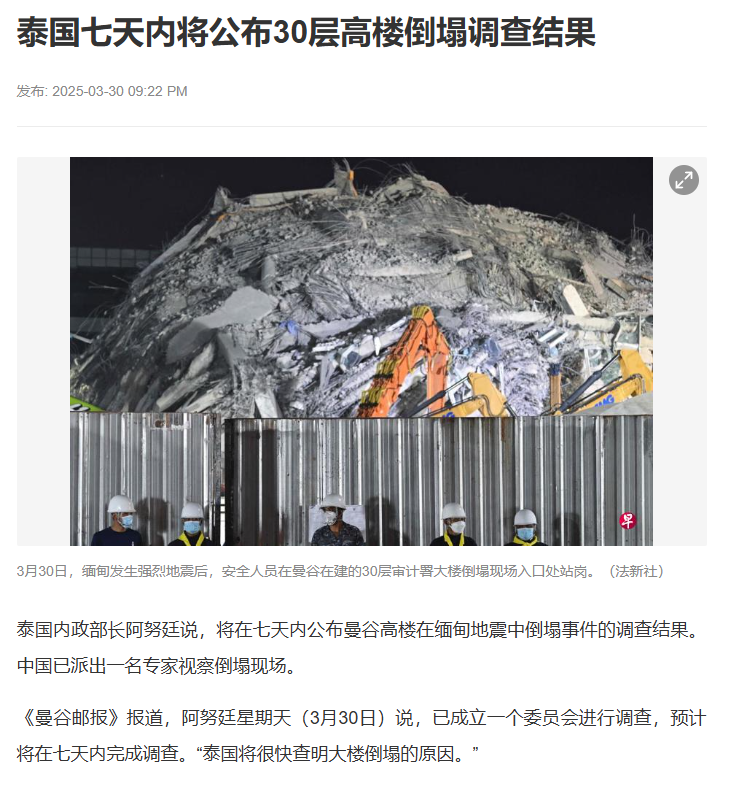 泰国七天内将公布30层高楼倒塌调查结果
发布: 2025-03-30 09:22 PM
早
3月30日，缅甸发生强烈地震后，安全人员在曼谷在建的30层审计署大楼倒塌现场入口处站岗。（法新社）
泰国内政部长阿努廷说，将在七天内公布曼谷高楼在缅甸地震中倒塌事件的调查结果。
中国已派出一名专家视察倒塌现场。
《曼谷邮报》报道，阿努廷星期天（3月30日）说，已成立一个委员会进行调查，预计
将在七天内完成调查。“泰国将很快查明大楼倒塌的原因。”